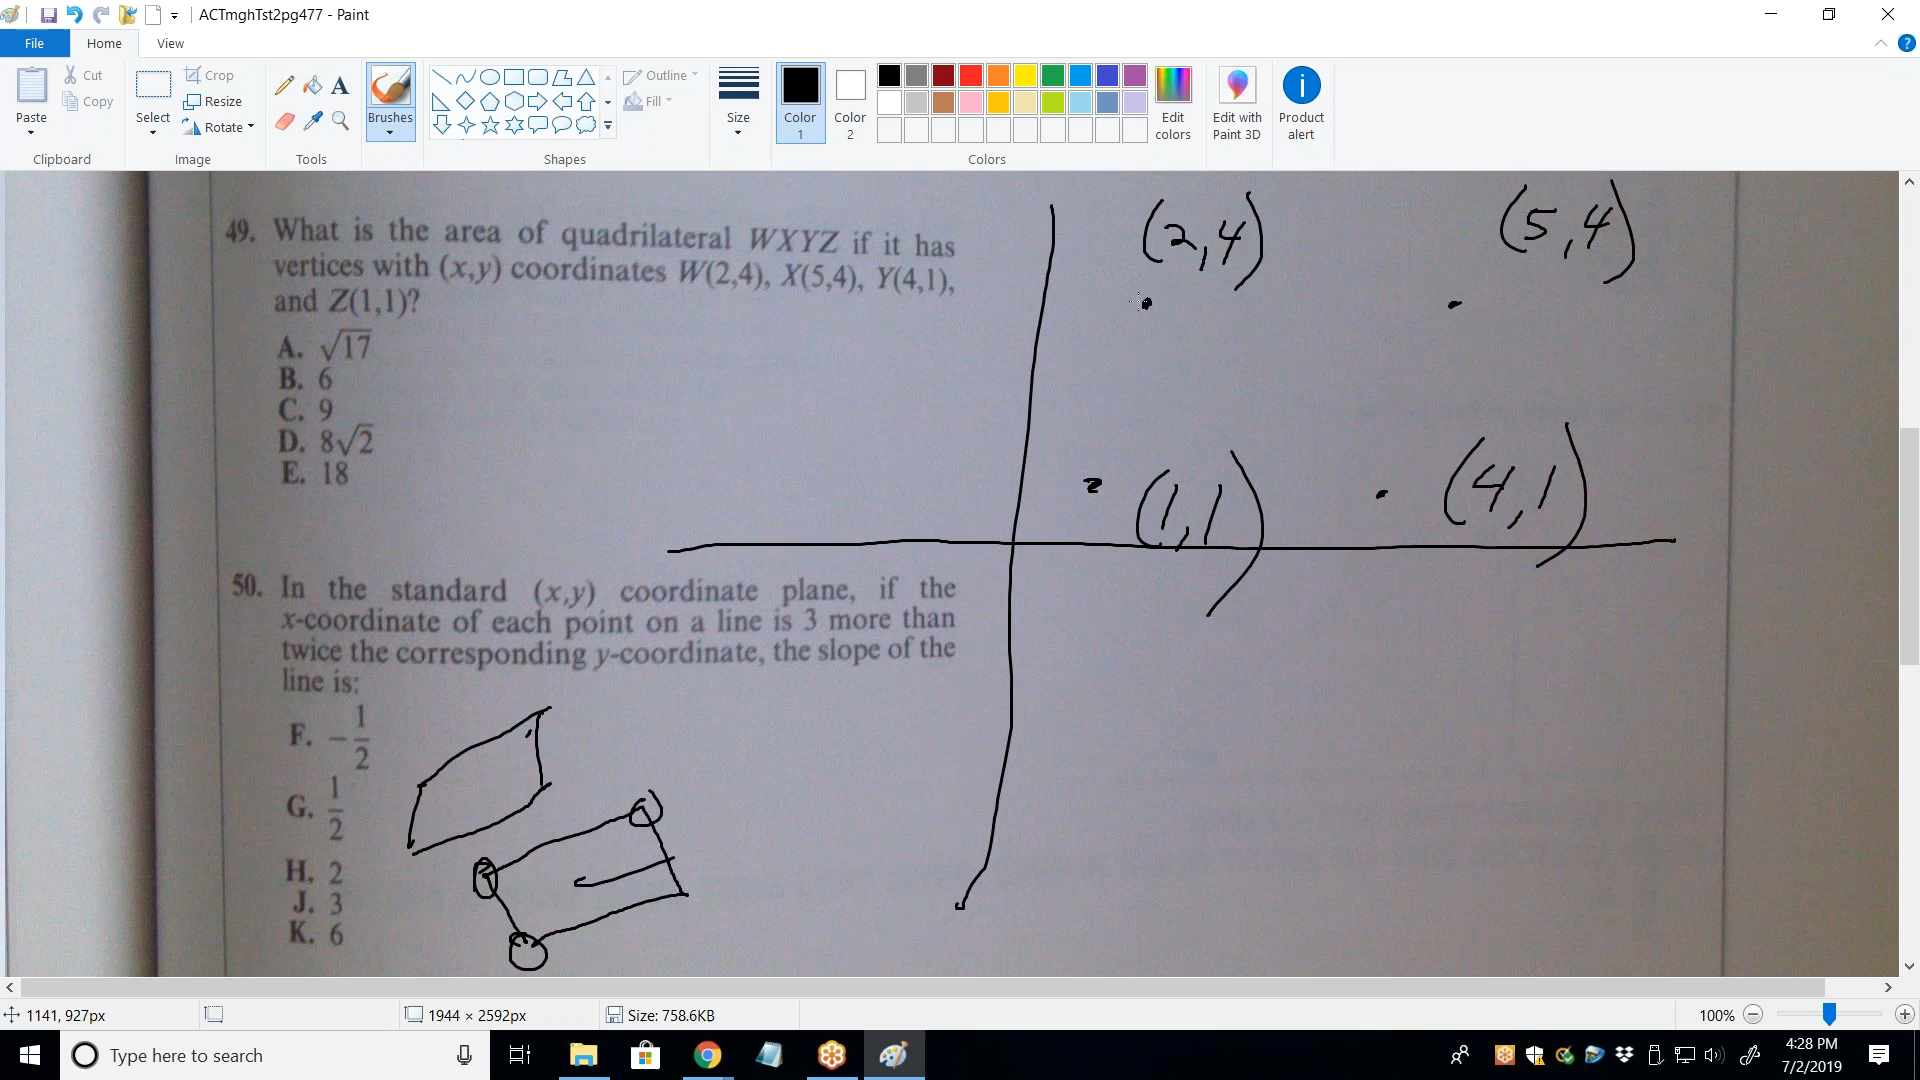 ACTmghTst2pg477 - Paint
File
Home
View
Paste
Cut
Copy
Clipboard
Select
Crop
Resize
Rotate
Image
Tools
Brushes
Shapes
Outline
Fill
Size
Color
1
Color
2
Colors
Edit
colors
Edit with
Paint 3D
Product
alert
49. What is the area of quadrilateral WXYZ if it has
vertices with (x,y) coordinates W(2,4), X(5,4), Y(4,1),
and Z(1,1)?
A. √17
B. 6
C. 9
D. 8√2
E. 18
(2,4)
(5,4)
(1,1)
(4,1)
50. In the standard (x,y) coordinate plane, if the
x-coordinate of each point on a line is 3 more than
twice the corresponding y-coordinate, the slope of the
line is:
F. -1/2
G. 1/2
H. 2
J. 3
K. 6
1141, 927px
1944 × 2592px
Size: 758.6KB
100%
Type here to search
4:28 PM
7/2/2019